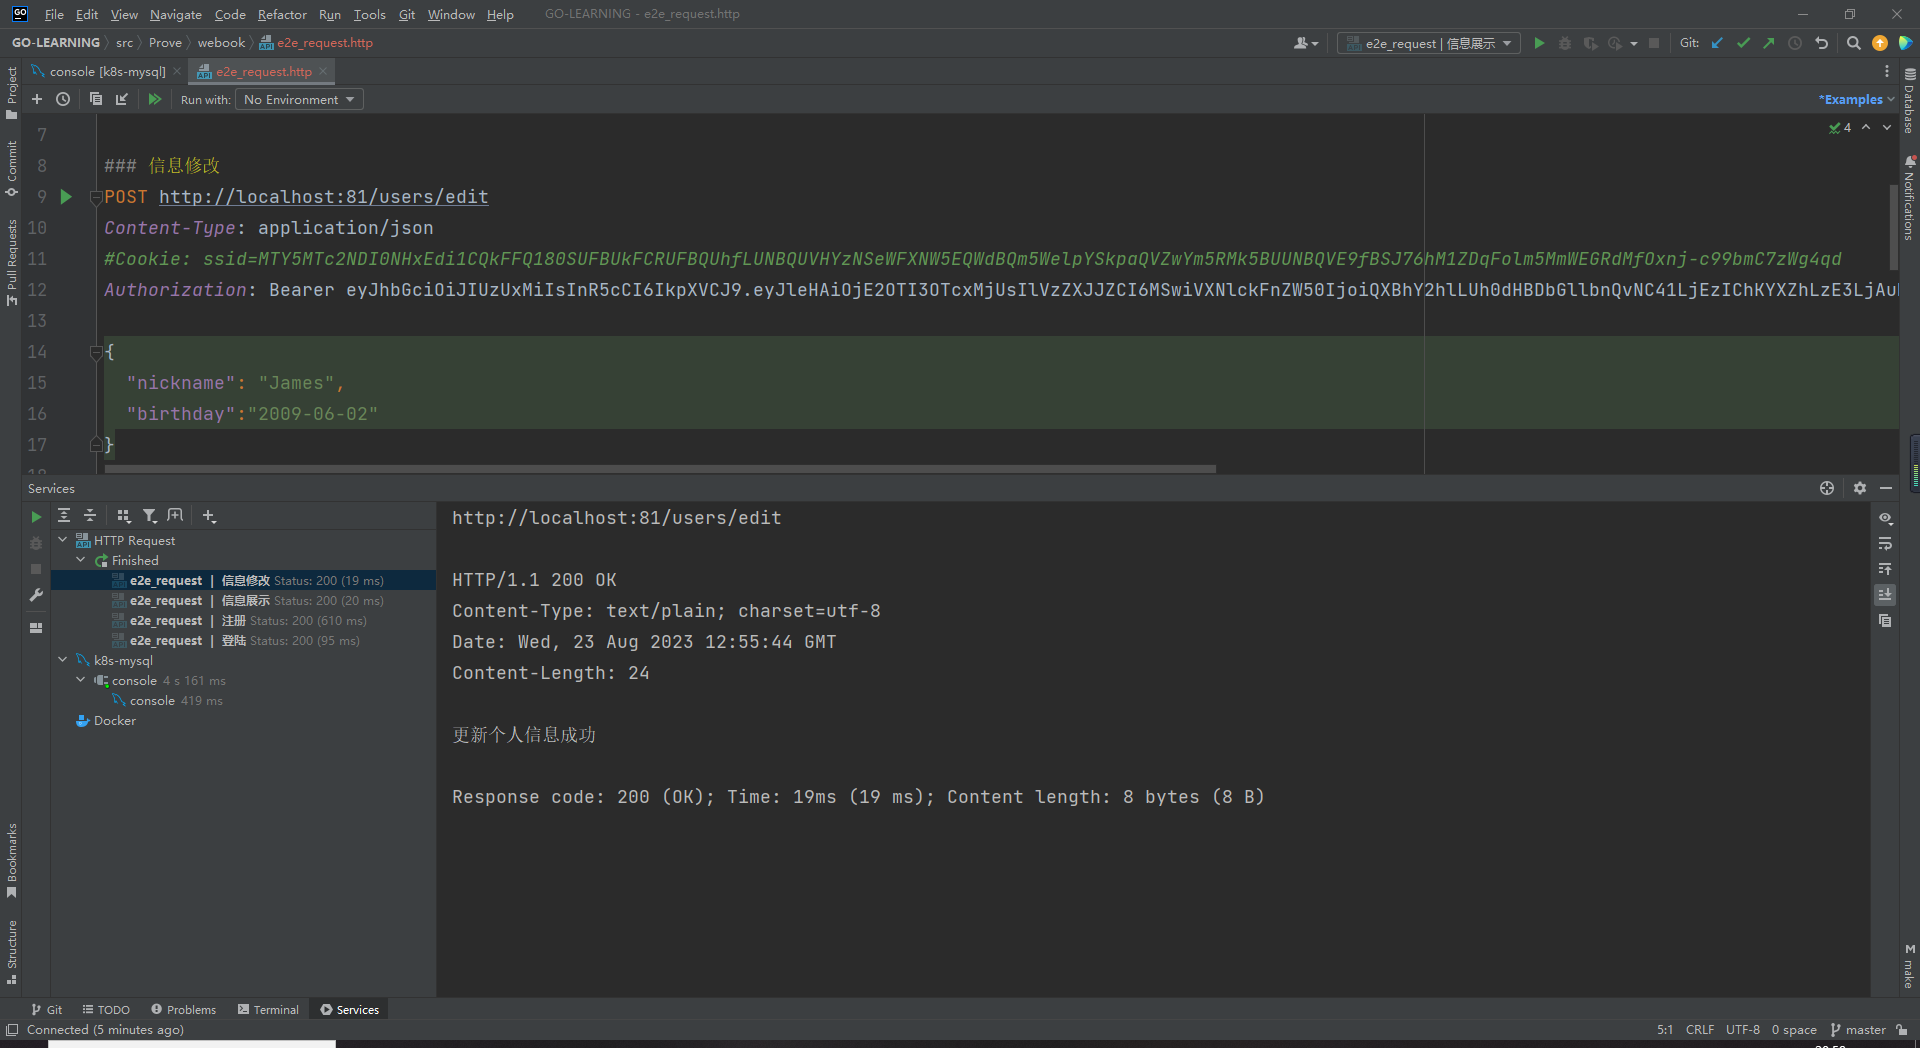 GO
File Edit View Navigate Code Refactor Run Tools Git Window Help GO-LEARNING - e2e_request.http
GO-LEARNING src Prove webook e2e_request.http
e2e_request | 信息展示 Git:
console [k8s-mysql] e2e_request.http
Run with: No Environment
*Examples
4
7
8 ### 信息修改
9 POST http://localhost:81/users/edit
10 Content-Type: application/json
11 #Cookie: ssid=MTY5MTc2NDI0NHxEdi1CQkFFQ180SUFBUkFCRUFBQUhfLUNBQUVHYzNSeWFXNW5EQWdBQm5WelpYSkpaQVZwYm5RMk5BUUNBQVE9fBSJ76hM1ZDqFolm5MmWEGRdMfOxnj-c99bmC7zWg4qd
12 Authorization: Bearer eyJhbGciOiJIUzUxMiIsInR5cCI6IkpXVCJ9.eyJleHAiOjE2OTI3OTcxMjUsIlVzZXJJZCI6MSwiVXNlckFnZW50IjoiQXBhY2hlLUh0dHBDbGllbnQvNC41LjEzIChKYXZhLzE3LjAu
13
14 {
15 "nickname": "James",
16 "birthday":"2009-06-02"
17 }
Services
HTTP Request
Finished
e2e_request | 信息修改 Status: 200 (19 ms)
e2e_request | 信息展示 Status: 200 (20 ms)
e2e_request | 注册 Status: 200 (610 ms)
e2e_request | 登陆 Status: 200 (95 ms)
k8s-mysql
console 4 s 161 ms
console 419 ms
Docker
http://localhost:81/users/edit
HTTP/1.1 200 OK
Content-Type: text/plain; charset=utf-8
Date: Wed, 23 Aug 2023 12:55:44 GMT
Content-Length: 24
更新个人信息成功
Response code: 200 (OK); Time: 19ms (19 ms); Content length: 8 bytes (8 B)
Project
Commit
Pull Requests
Bookmarks
Structure
Database
Notifications
M make
Git TODO Problems Terminal Services
Connected (5 minutes ago)
5:1 CRLF UTF-8 0 space master